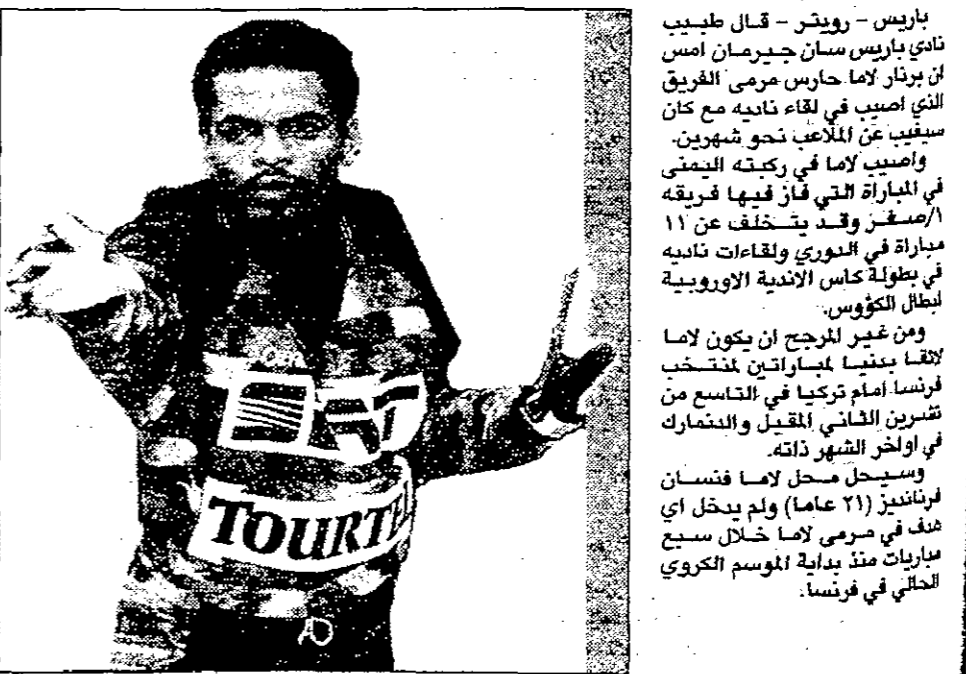 باريس - رويتر - قال طبيب
نادي باريس سان جيرمان امس
ان برنار لاما حارس مرمى الفريق
الذي اصيب في لقاء ناديه مع كان
سيغيب عن الملاعب نحو شهرين.
واصيب لاما في ركبته اليمنى
في المباراة التي فاز فيها فريقه
١/صفر وقد يتخلف عن ١١
مباراة في الدوري ولقاءات ناديه
في بطولة كاس الاندية الاوروبية
ابطال الكؤوس.
ومن غير المرجح ان يكون لاما
لائقا بدنيا لمباراتين لمنتخب
فرنسا امام تركيا في التاسع من
تشرين الثاني المقبل والدنمارك
في اواخر الشهر ذاته.
وسيحل محل لاما فنسان
فرنانديز (٢١ عاما) ولم يدخل اي
هدف في مرمى لاما خلال سبع
مباريات منذ بداية الموسم الكروي
الحالي في فرنسا.
TOURTEL